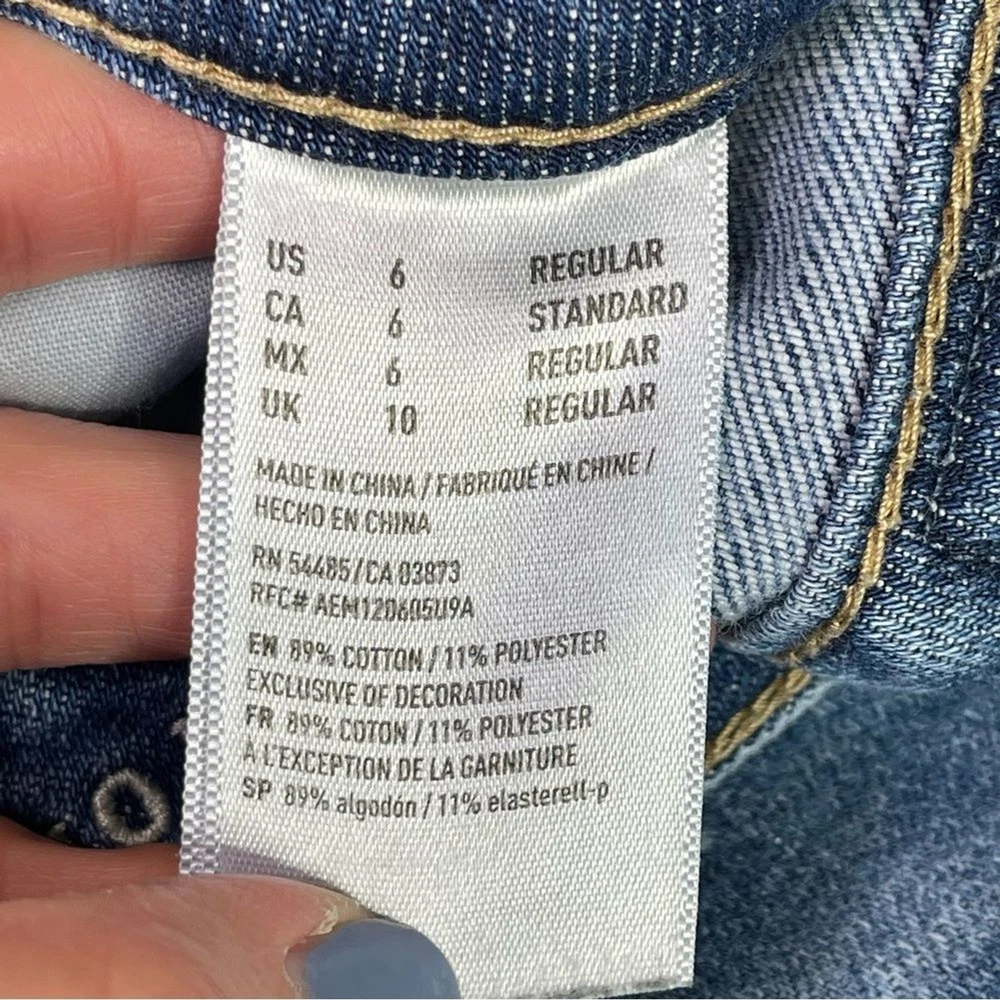 US 6 REGULAR
CA 6 STANDARD
MX 6 REGULAR
UK 10 REGULAR
MADE IN CHINA / FABRIQUÉ EN CHINE /
HECHO EN CHINA
RN 54485/CA 03873
RFC# AEM120605U9A
EN 89% COTTON / 11% POLYESTER
EXCLUSIVE OF DECORATION
FR 89% COTON / 11% POLYESTER
À L'EXCEPTION DE LA GARNITURE
SP 89% algodón / 11% elasterell-p